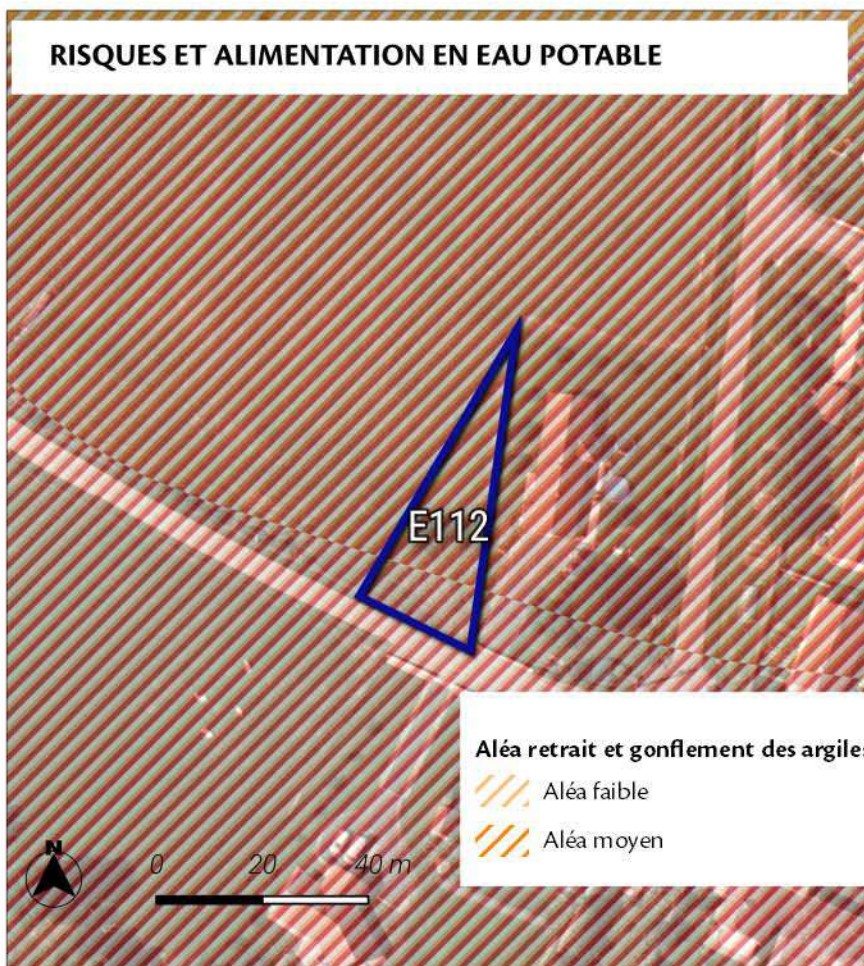 RISQUES ET ALIMENTATION EN EAU POTABLE
E112
Aléa retrait et gonflement des argiles
Aléa faible
Aléa moyen
N
0 20 40 m